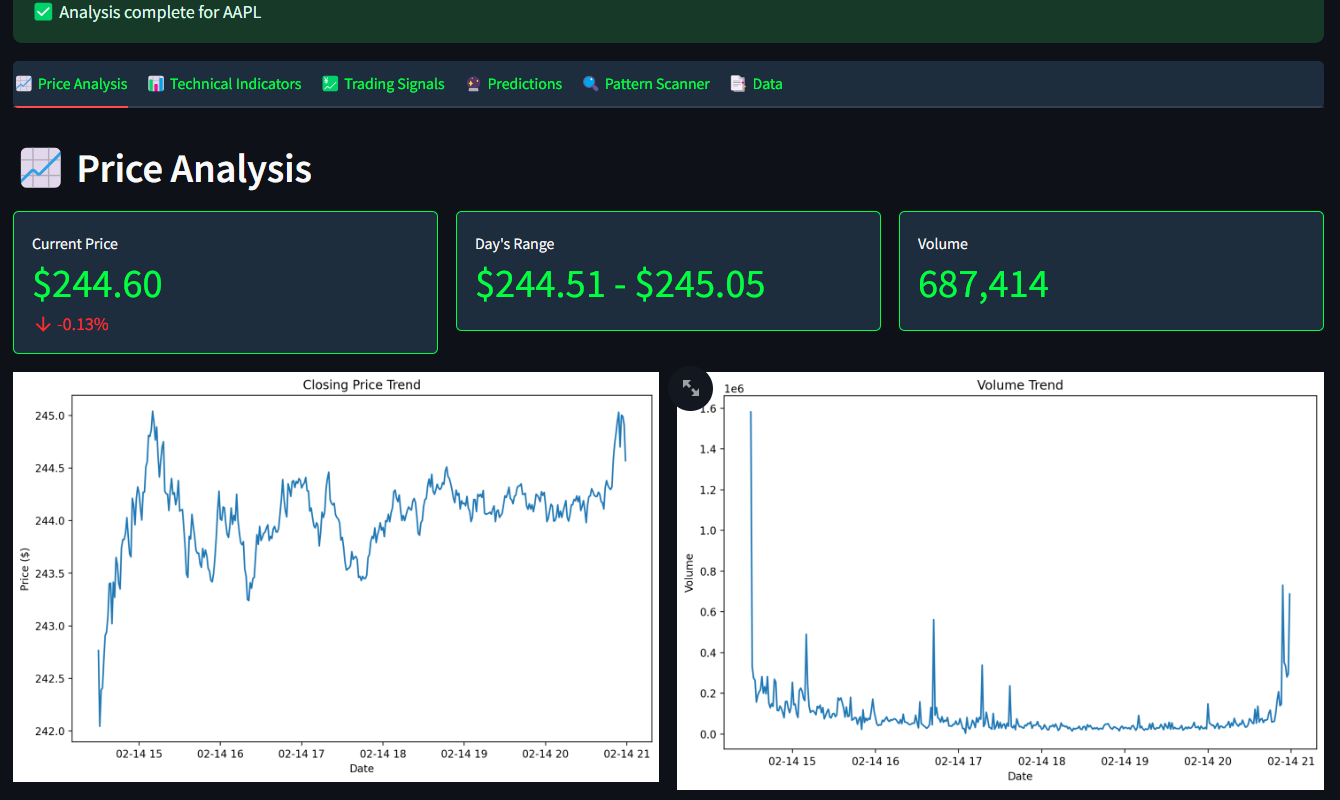 Analysis complete for AAPL
Price Analysis
Technical Indicators
Trading Signals
Predictions
Pattern Scanner
Data
Price Analysis
Current Price
$244.60
-0.13%
Day's Range
$244.51 - $245.05
Volume
687,414
Closing Price Trend
Price ($)
245.0
244.5
244.0
243.5
243.0
242.5
242.0
02-14 15
02-14 16
02-14 17
02-14 18
02-14 19
02-14 20
02-14 21
Date
Volume Trend
1e6
Volume
1.6
1.4
1.2
1.0
0.8
0.6
0.4
0.2
0.0
02-14 15
02-14 16
02-14 17
02-14 18
02-14 19
02-14 20
02-14 21
Date